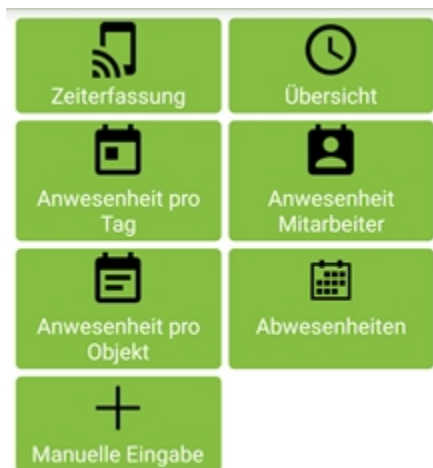 Zeiterfassung
Übersicht
Anwesenheit pro
Tag
Anwesenheit
Mitarbeiter
Anwesenheit pro
Objekt
Abwesenheiten
Manuelle Eingabe